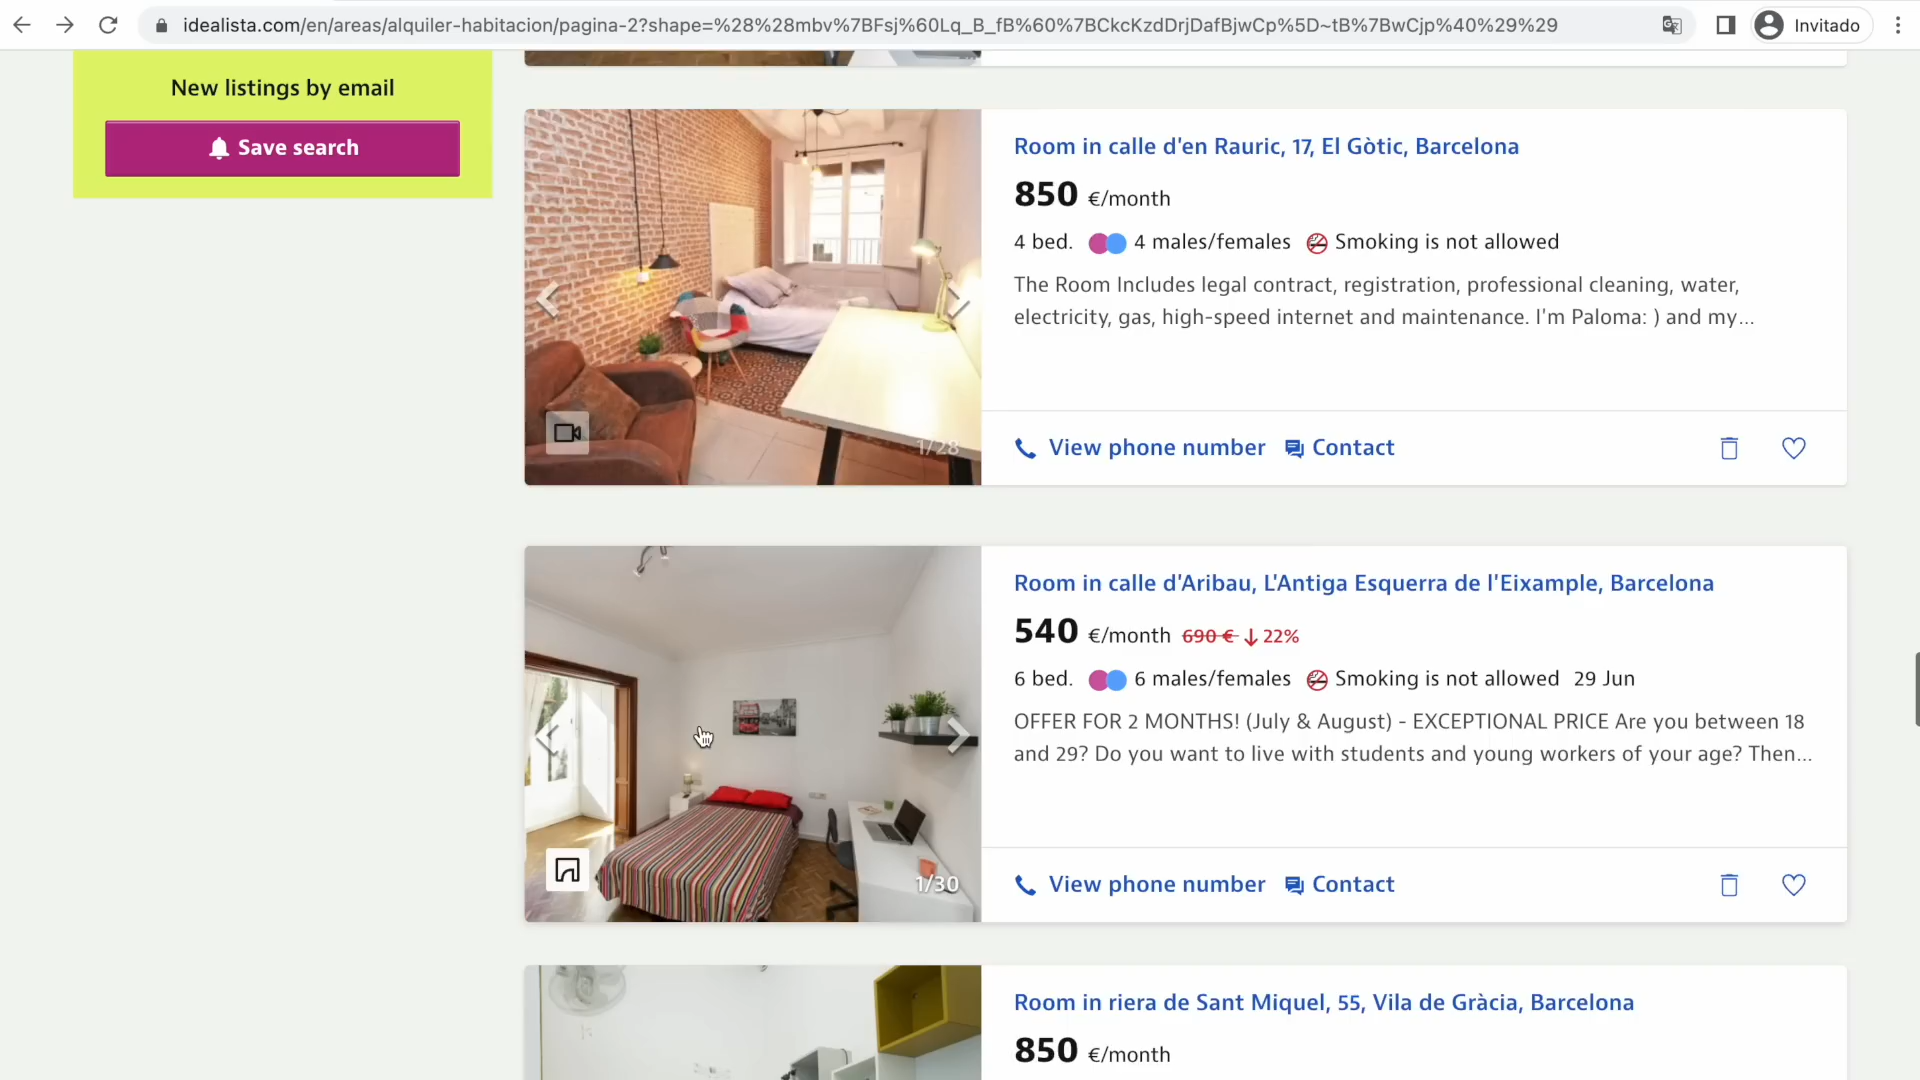 idealista.com/en/areas/alquiler-habitacion/pagina-2?shape=%28%28mbv%7BFsj%60Lq_B_fB%60%7BCkcKzdDrjDafBjwCp%5D~tB%7BwCjp%40%29%29
Invitado
New listings by email
Save search
1/28
Room in calle d'en Rauric, 17, El Gòtic, Barcelona
850 €/month
4 bed. 4 males/females Smoking is not allowed
The Room Includes legal contract, registration, professional cleaning, water,
electricity, gas, high-speed internet and maintenance. I'm Paloma: ) and my...
View phone number Contact
1/30
Room in calle d'Aribau, L'Antiga Esquerra de l'Eixample, Barcelona
540 €/month 690 € 22%
6 bed. 6 males/females Smoking is not allowed 29 Jun
OFFER FOR 2 MONTHS! (July & August) - EXCEPTIONAL PRICE Are you between 18
and 29? Do you want to live with students and young workers of your age? Then...
View phone number Contact
Room in riera de Sant Miquel, 55, Vila de Gràcia, Barcelona
850 €/month